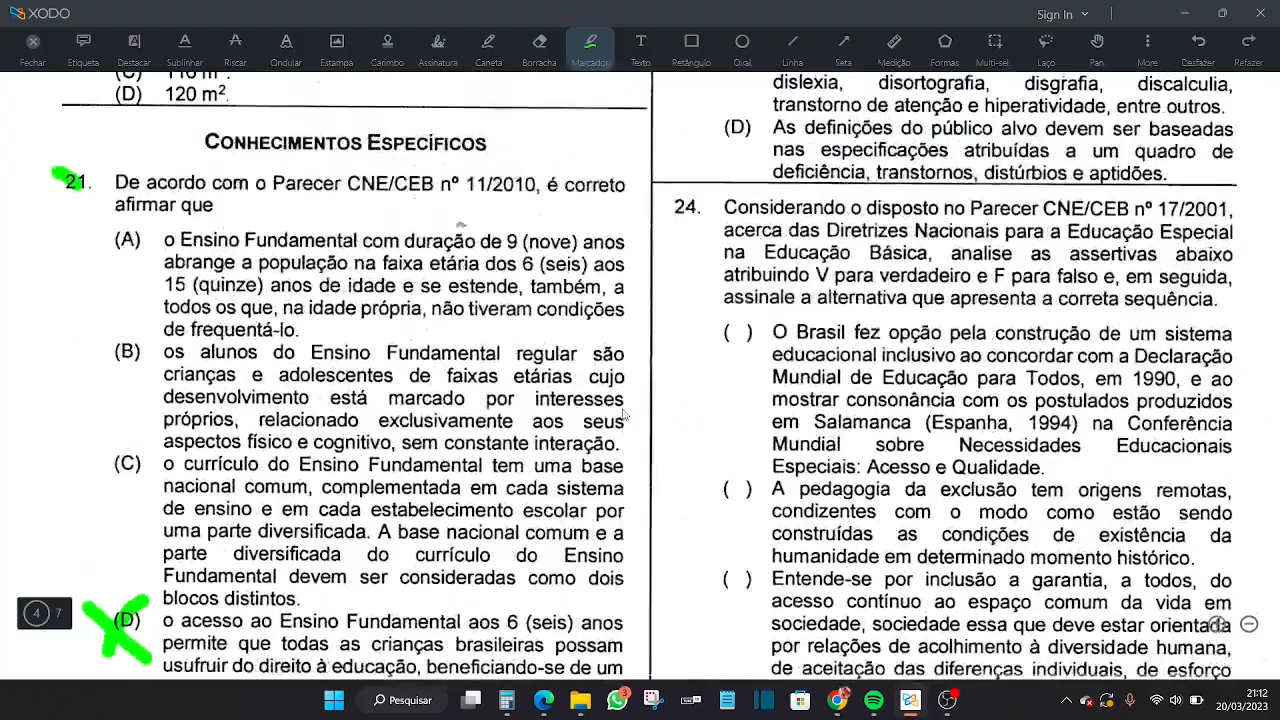 XODO
Sign In
Fechar
Etiqueta
Destacar
Sublinhar
Riscar
Ondular
Estampa
Carimbo
Assinatura
Caneta
Borracha
Marcador
Texto
Retângulo
Oval
Linha
Seta
Medição
Formas
Multi-sel.
Laço
Pan
More
Desfazer
Refazer
(C) 110 m².
(D) 120 m².
CONHECIMENTOS ESPECÍFICOS
21. De acordo com o Parecer CNE/CEB nº 11/2010, é correto
afirmar que
(A) o Ensino Fundamental com duração de 9 (nove) anos
abrange a população na faixa etária dos 6 (seis) aos
15 (quinze) anos de idade e se estende, também, a
todos os que, na idade própria, não tiveram condições
de frequentá-lo.
(B) os alunos do Ensino Fundamental regular são
crianças e adolescentes de faixas etárias cujo
desenvolvimento está marcado por interesses
próprios, relacionado exclusivamente aos seus
aspectos físico e cognitivo, sem constante interação.
(C) o currículo do Ensino Fundamental tem uma base
nacional comum, complementada em cada sistema
de ensino e em cada estabelecimento escolar por
uma parte diversificada. A base nacional comum e a
parte diversificada do currículo do Ensino
Fundamental devem ser consideradas como dois
blocos distintos.
(D) o acesso ao Ensino Fundamental aos 6 (seis) anos
permite que todas as crianças brasileiras possam
usufruir do direito à educação, beneficiando-se de um
dislexia, disortografia, disgrafia, discalculia,
transtorno de atenção e hiperatividade, entre outros.
(D) As definições do público alvo devem ser baseadas
nas especificações atribuídas a um quadro de
deficiência, transtornos, distúrbios e aptidões.
24. Considerando o disposto no Parecer CNE/CEB nº 17/2001,
acerca das Diretrizes Nacionais para a Educação Especial
na Educação Básica, analise as assertivas abaixo
atribuindo V para verdadeiro e F para falso e, em seguida,
assinale a alternativa que apresenta a correta sequência.
( ) O Brasil fez opção pela construção de um sistema
educacional inclusivo ao concordar com a Declaração
Mundial de Educação para Todos, em 1990, e ao
mostrar consonância com os postulados produzidos
em Salamanca (Espanha, 1994) na Conferência
Mundial sobre Necessidades Educacionais
Especiais: Acesso e Qualidade.
( ) A pedagogia da exclusão tem origens remotas,
condizentes com o modo como estão sendo
construídas as condições de existência da
humanidade em determinado momento histórico.
( ) Entende-se por inclusão a garantia, a todos, do
acesso contínuo ao espaço comum da vida em
sociedade, sociedade essa que deve estar orientada
por relações de acolhimento à diversidade humana,
de aceitação das diferenças individuais, de esforço
4 7
Pesquisar
3
21:12
20/03/2023